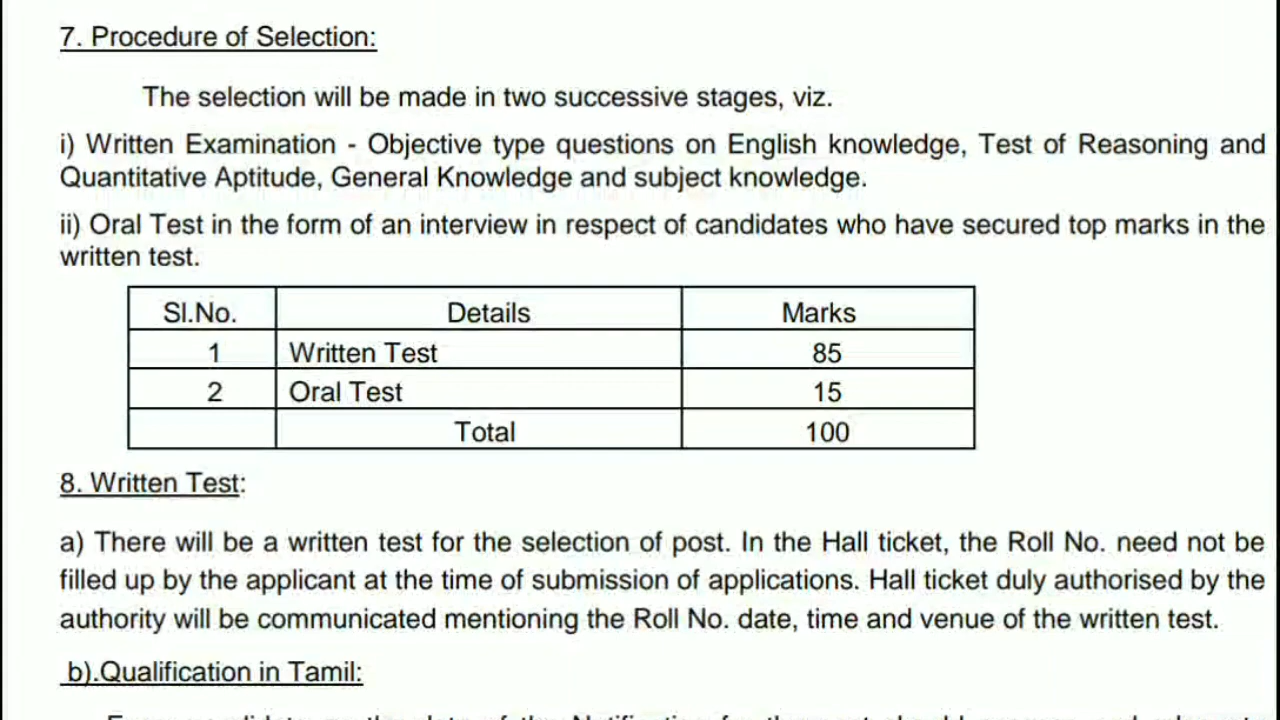 7. Procedure of Selection:
The selection will be made in two successive stages, viz.
i) Written Examination - Objective type questions on English knowledge, Test of Reasoning and
Quantitative Aptitude, General Knowledge and subject knowledge.
ii) Oral Test in the form of an interview in respect of candidates who have secured top marks in the
written test.
Sl.No. Details Marks
1 Written Test 85
2 Oral Test 15
Total 100
8. Written Test:
a) There will be a written test for the selection of post. In the Hall ticket, the Roll No. need not be
filled up by the applicant at the time of submission of applications. Hall ticket duly authorised by the
authority will be communicated mentioning the Roll No. date, time and venue of the written test.
b).Qualification in Tamil: